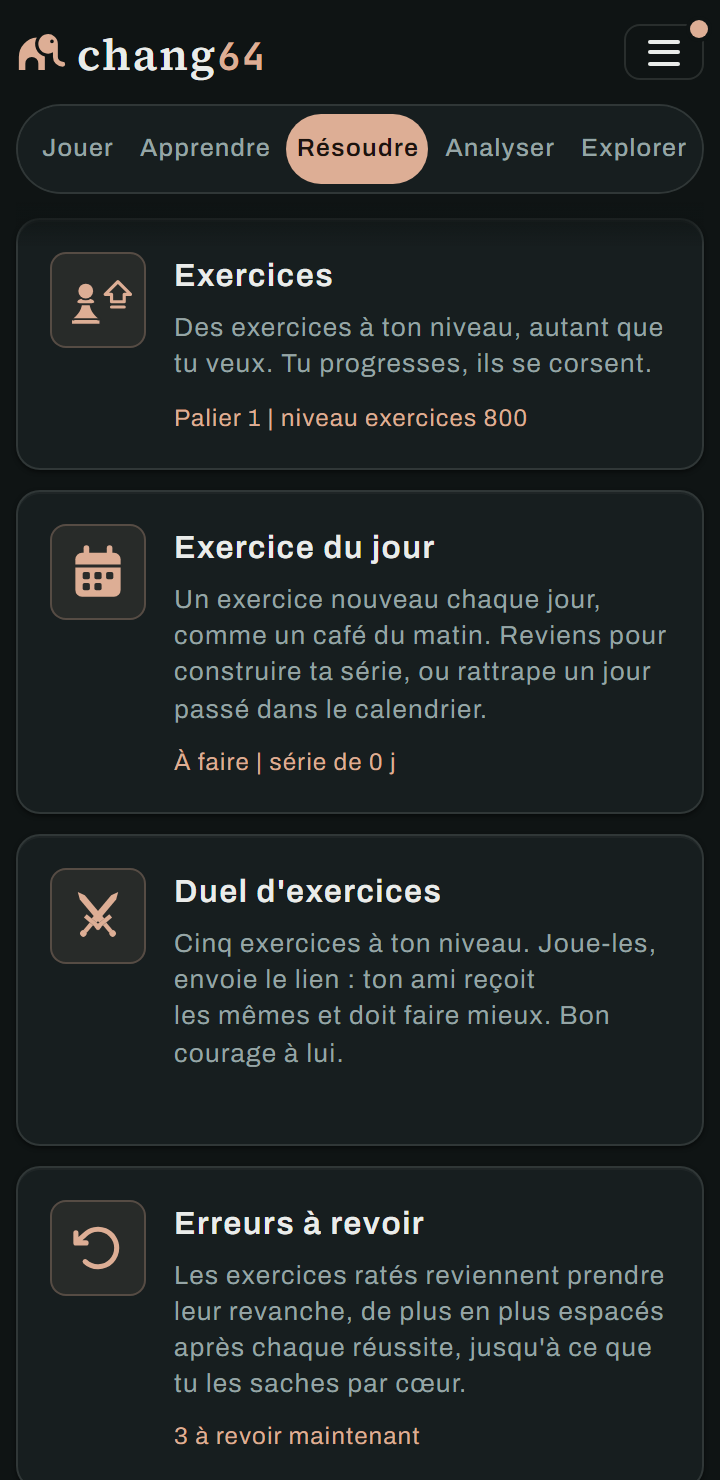 chang64
Jouer Apprendre Résoudre Analyser Explorer
Exercices
Des exercices à ton niveau, autant que
tu veux. Tu progresses, ils se corsent.
Palier 1 | niveau exercices 800
Exercice du jour
Un exercice nouveau chaque jour,
comme un café du matin. Reviens pour
construire ta série, ou rattrape un jour
passé dans le calendrier.
À faire | série de 0 j
Duel d'exercices
Cinq exercices à ton niveau. Joue-les,
envoie le lien : ton ami reçoit
les mêmes et doit faire mieux. Bon
courage à lui.
Erreurs à revoir
Les exercices ratés reviennent prendre
leur revanche, de plus en plus espacés
après chaque réussite, jusqu'à ce que
tu les saches par cœur.
3 à revoir maintenant